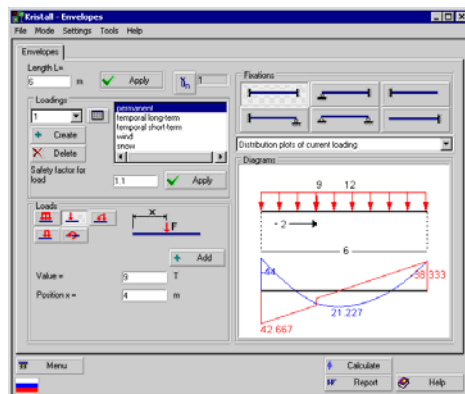 Kristall - Envelopes
File Mode Settings Tools Help
Envelopes
Length L=
6 m Apply γn 1
Loadings
1
Create
Delete
permanent
temporal long-term
temporal short-term
wind
snow
Safety factor for
load
1.1 Apply
Loads
x
F
Add
Value = 9 T
Position x = 4 m
Fixations
Distribution plots of current loading
Diagrams
9 12
2
6
-44
-38.333
21.227
42.667
Menu
Calculate
Report
Help